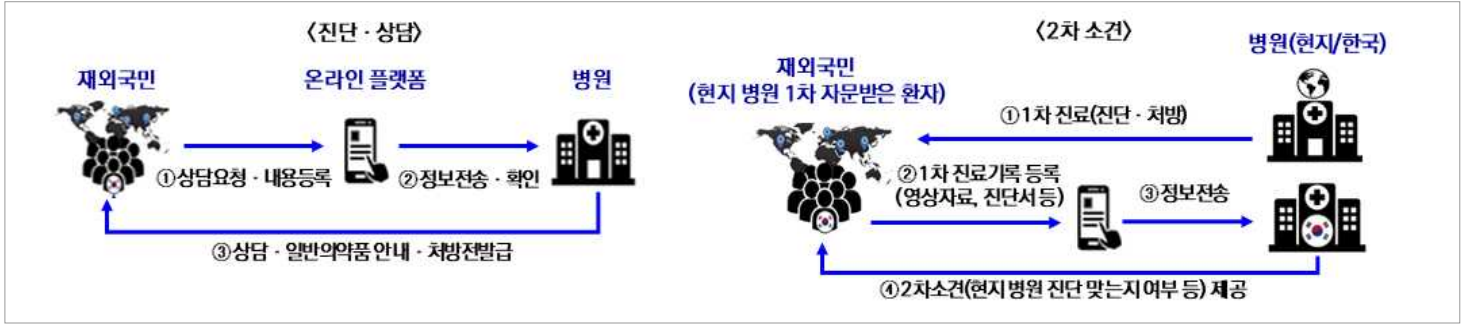 〈진단 · 상담〉
재외국민
온라인 플랫폼
병원
①상담요청 · 내용등록
②정보전송 · 확인
③상담 · 일반의약품 안내 · 처방전발급
〈2차 소견〉
재외국민
(현지 병원 1차 자문받은 환자)
병원(현지/한국)
①1차 진료(진단 · 처방)
②1차 진료기록 등록
(영상자료, 진단서 등)
③정보전송
④2차소견(현지 병원 진단 맞는지 여부 등) 제공